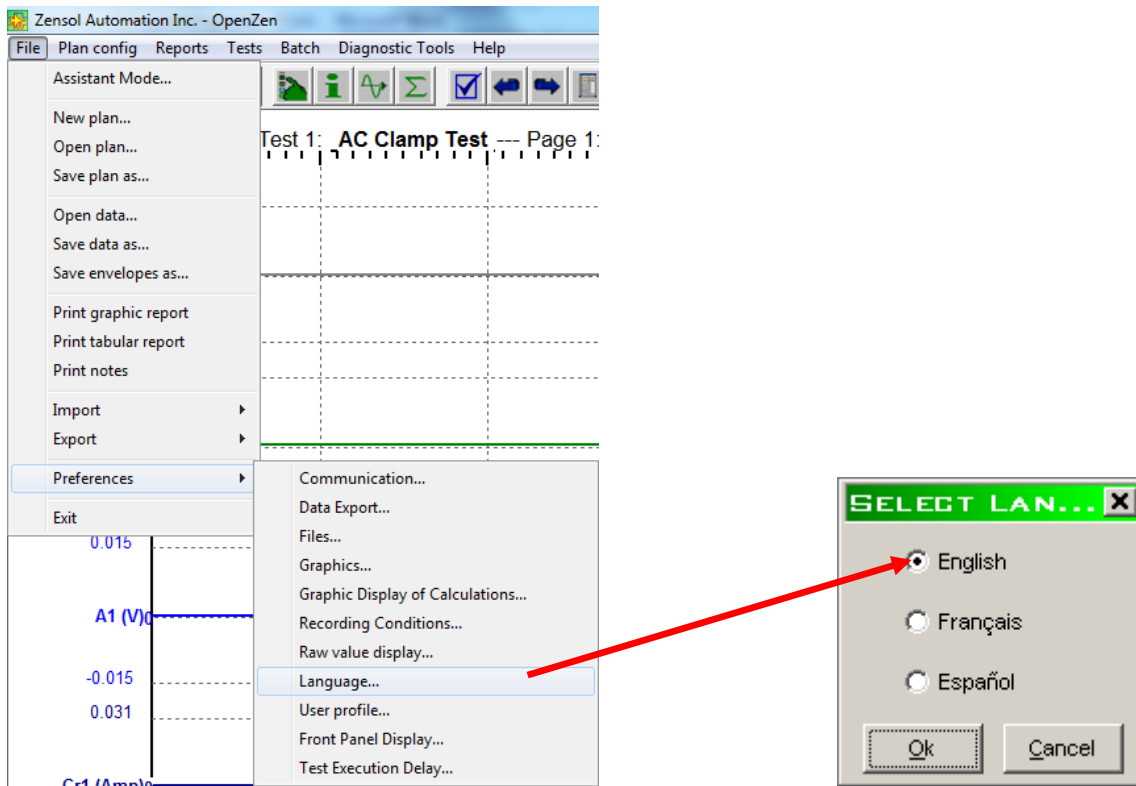 Zensol Automation Inc. - OpenZen
File Plan config Reports Tests Batch Diagnostic Tools Help
Assistant Mode...
New plan...
Open plan...
Save plan as...
Open data...
Save data as...
Save envelopes as...
Print graphic report
Print tabular report
Print notes
Import
Export
Preferences
Exit
Test 1: AC Clamp Test --- Page 1:
Communication...
Data Export...
Files...
Graphics...
Graphic Display of Calculations...
Recording Conditions...
Raw value display...
Language...
User profile...
Front Panel Display...
Test Execution Delay...
0.015
A1 (V)0
-0.015
0.031
Cr1 (Amp)0
SELECT LAN...
English
Français
Español
Ok Cancel